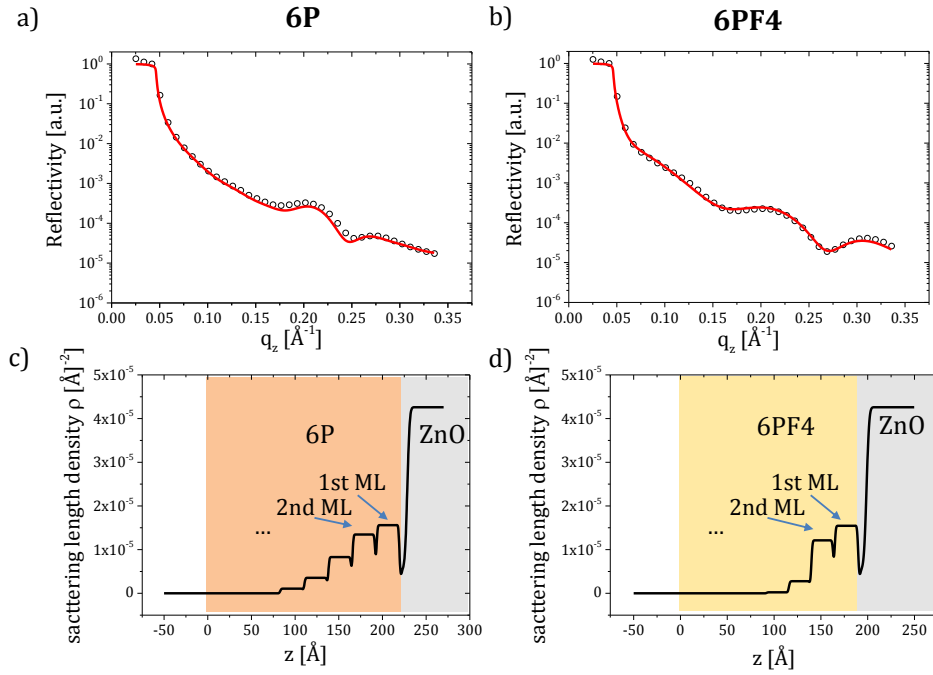 6P
6PF4
a)
b)
10⁰
10⁻¹
10⁻²
10⁻³
10⁻⁴
10⁻⁵
10⁻⁶
Reflectivity [a.u.]
0.00 0.05 0.10 0.15 0.20 0.25 0.30 0.35
q_z [Å⁻¹]
10⁰
10⁻¹
10⁻²
10⁻³
10⁻⁴
10⁻⁵
10⁻⁶
Reflectivity [a.u.]
0.00 0.05 0.10 0.15 0.20 0.25 0.30 0.35
q_z [Å⁻¹]
c)
sacttering length density ρ [Å]⁻²
5x10⁻⁵
4x10⁻⁵
3x10⁻⁵
2x10⁻⁵
1x10⁻⁵
0
6P
ZnO
1st ML
2nd ML
...
-50 0 50 100 150 200 250 300
z [Å]
d)
sacttering length density ρ [Å]⁻²
5x10⁻⁵
4x10⁻⁵
3x10⁻⁵
2x10⁻⁵
1x10⁻⁵
0
6PF4
ZnO
1st ML
2nd ML
...
-50 0 50 100 150 200 250
z [Å]